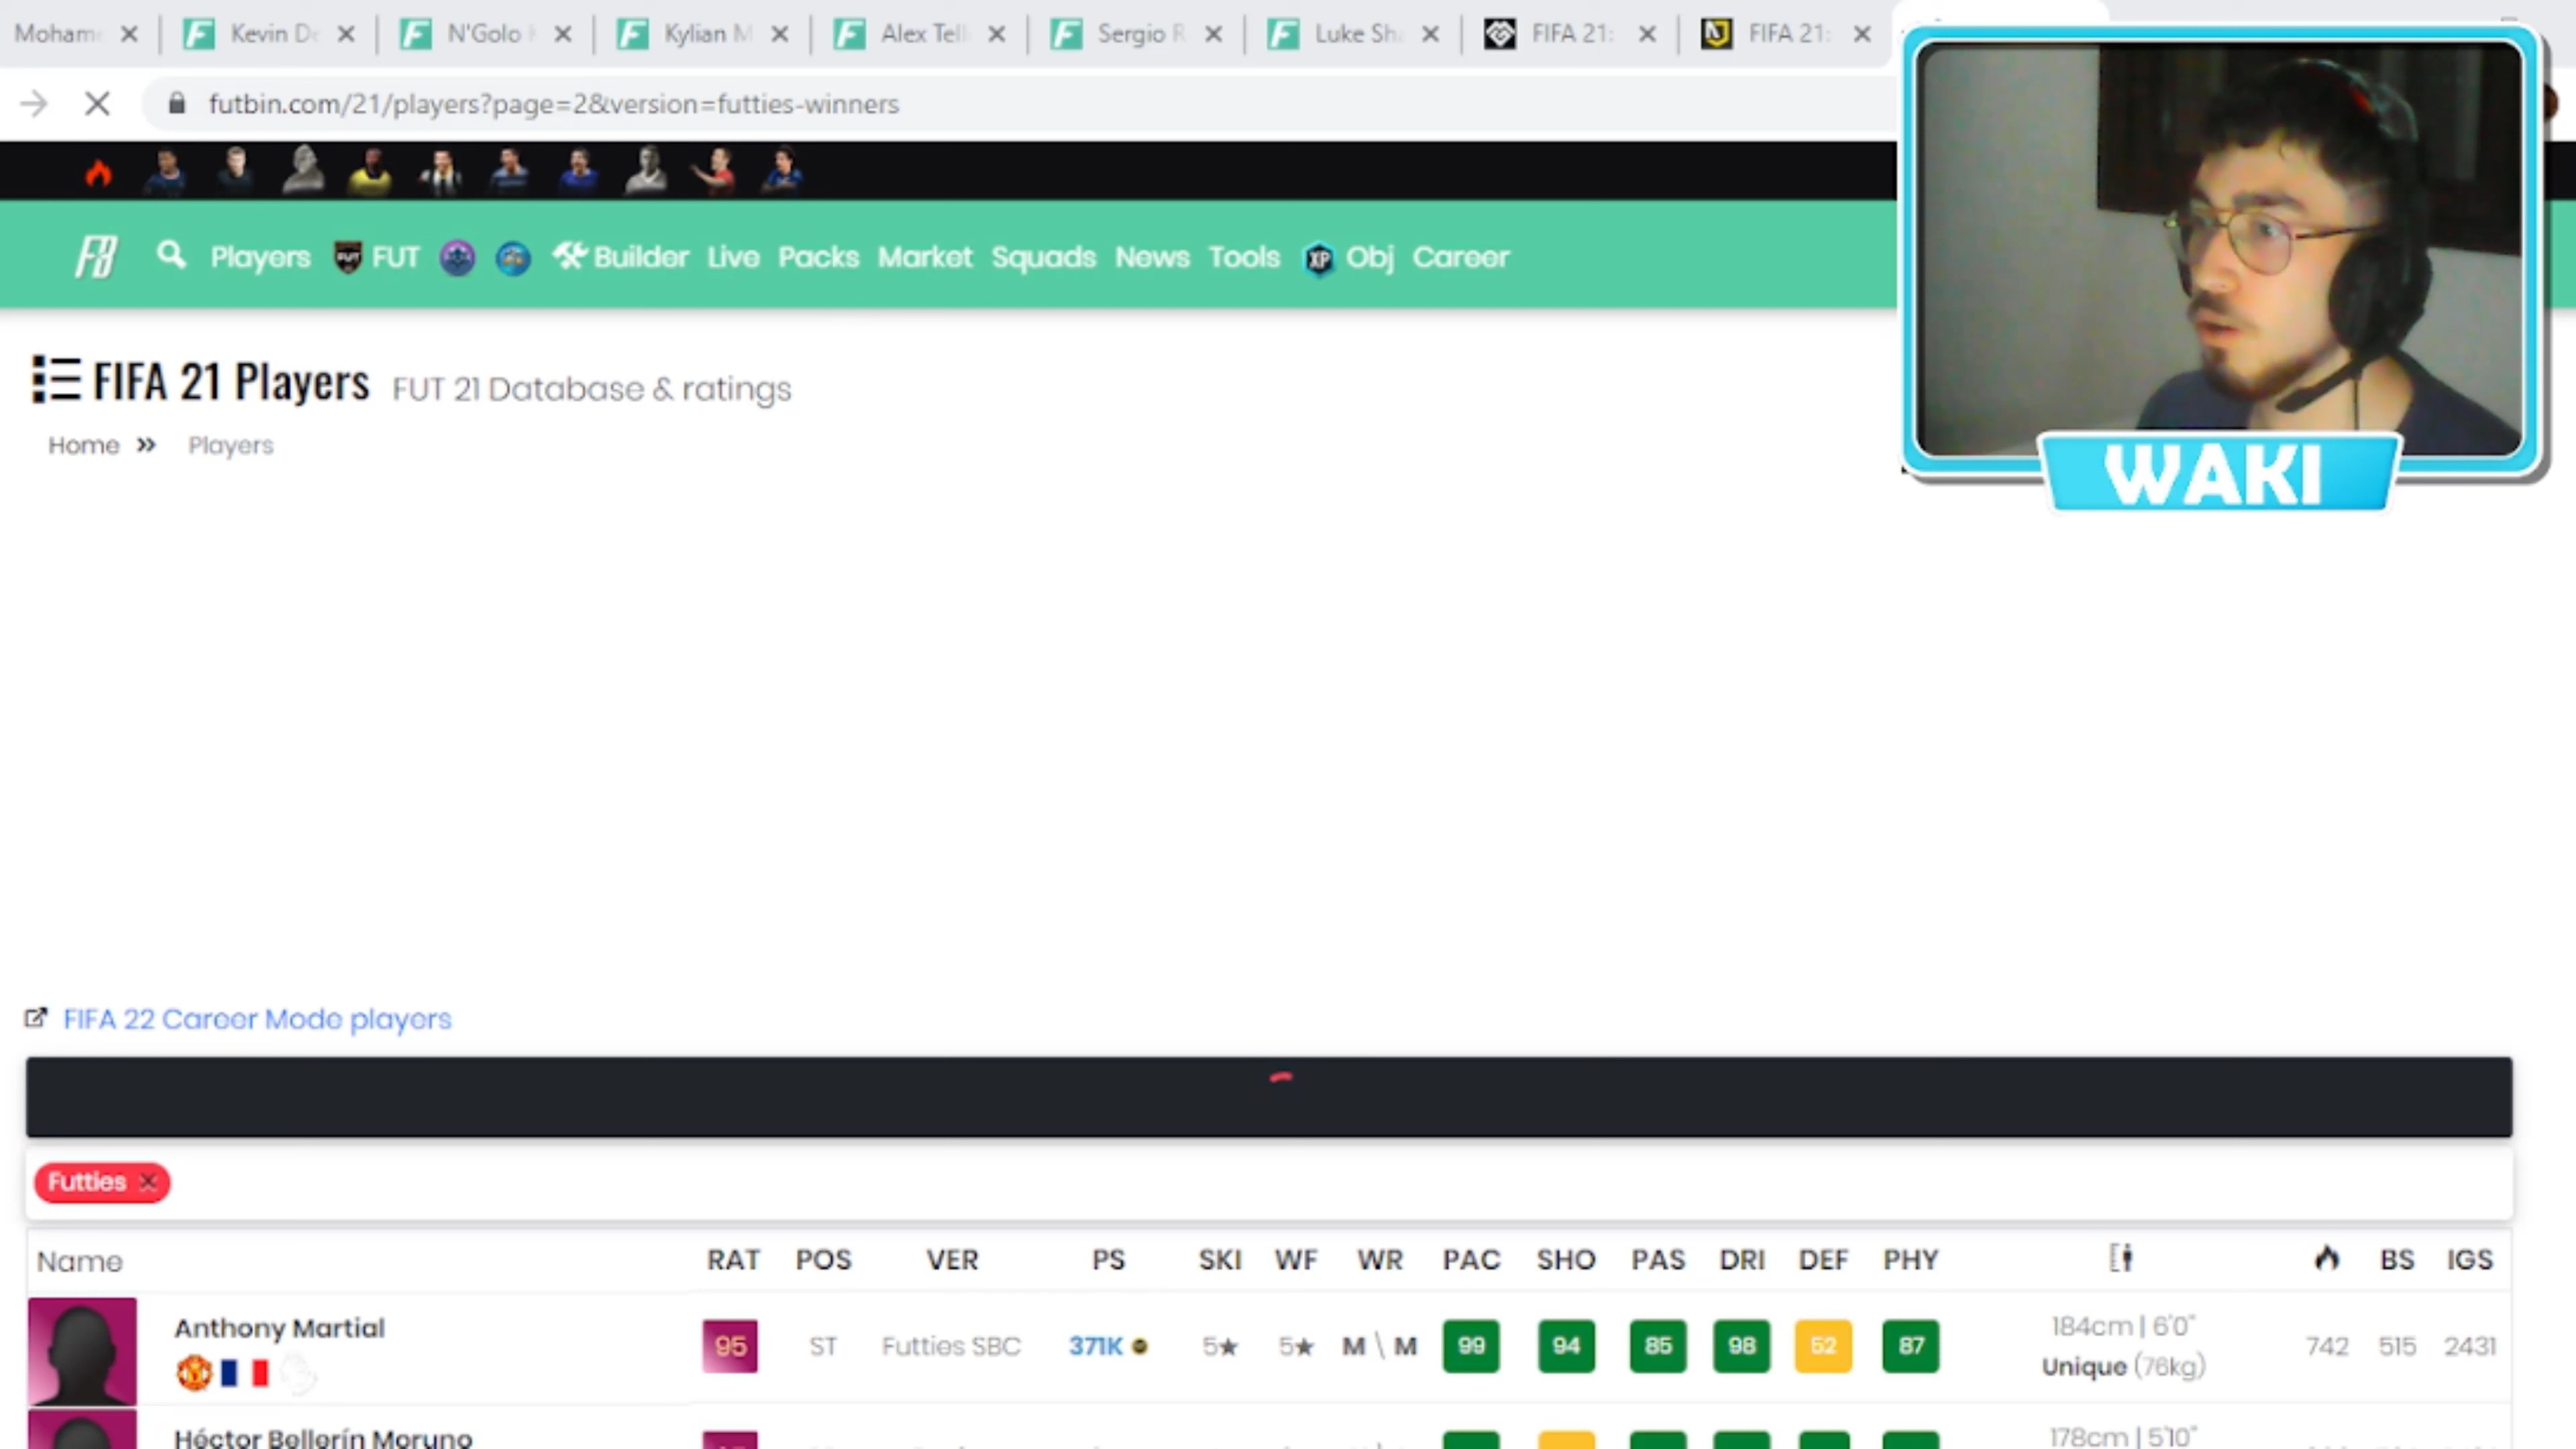 Moham
Kevin De
N'Golo
Kylian M
Alex Tell
Sergio R
Luke Sh
FIFA 21:
FIFA 21:
futbin.com/21/players?page=2&version=futties-winners
Players FUT Builder Live Packs Market Squads News Tools XP Obj Career
WAKI
FIFA 21 Players FUT 21 Database & ratings
Home » Players
FIFA 22 Career Mode players
Futties
Name RAT POS VER PS SKI WF WR PAC SHO PAS DRI DEF PHY BS IGS
Anthony Martial 95 ST Futties SBC 371K 5★ 5★ M \ M 99 94 85 98 52 87 184cm | 6'0" 742 515 2431
Unique (76kg)
Héctor Bellerín Moruno 178cm | 5'10"